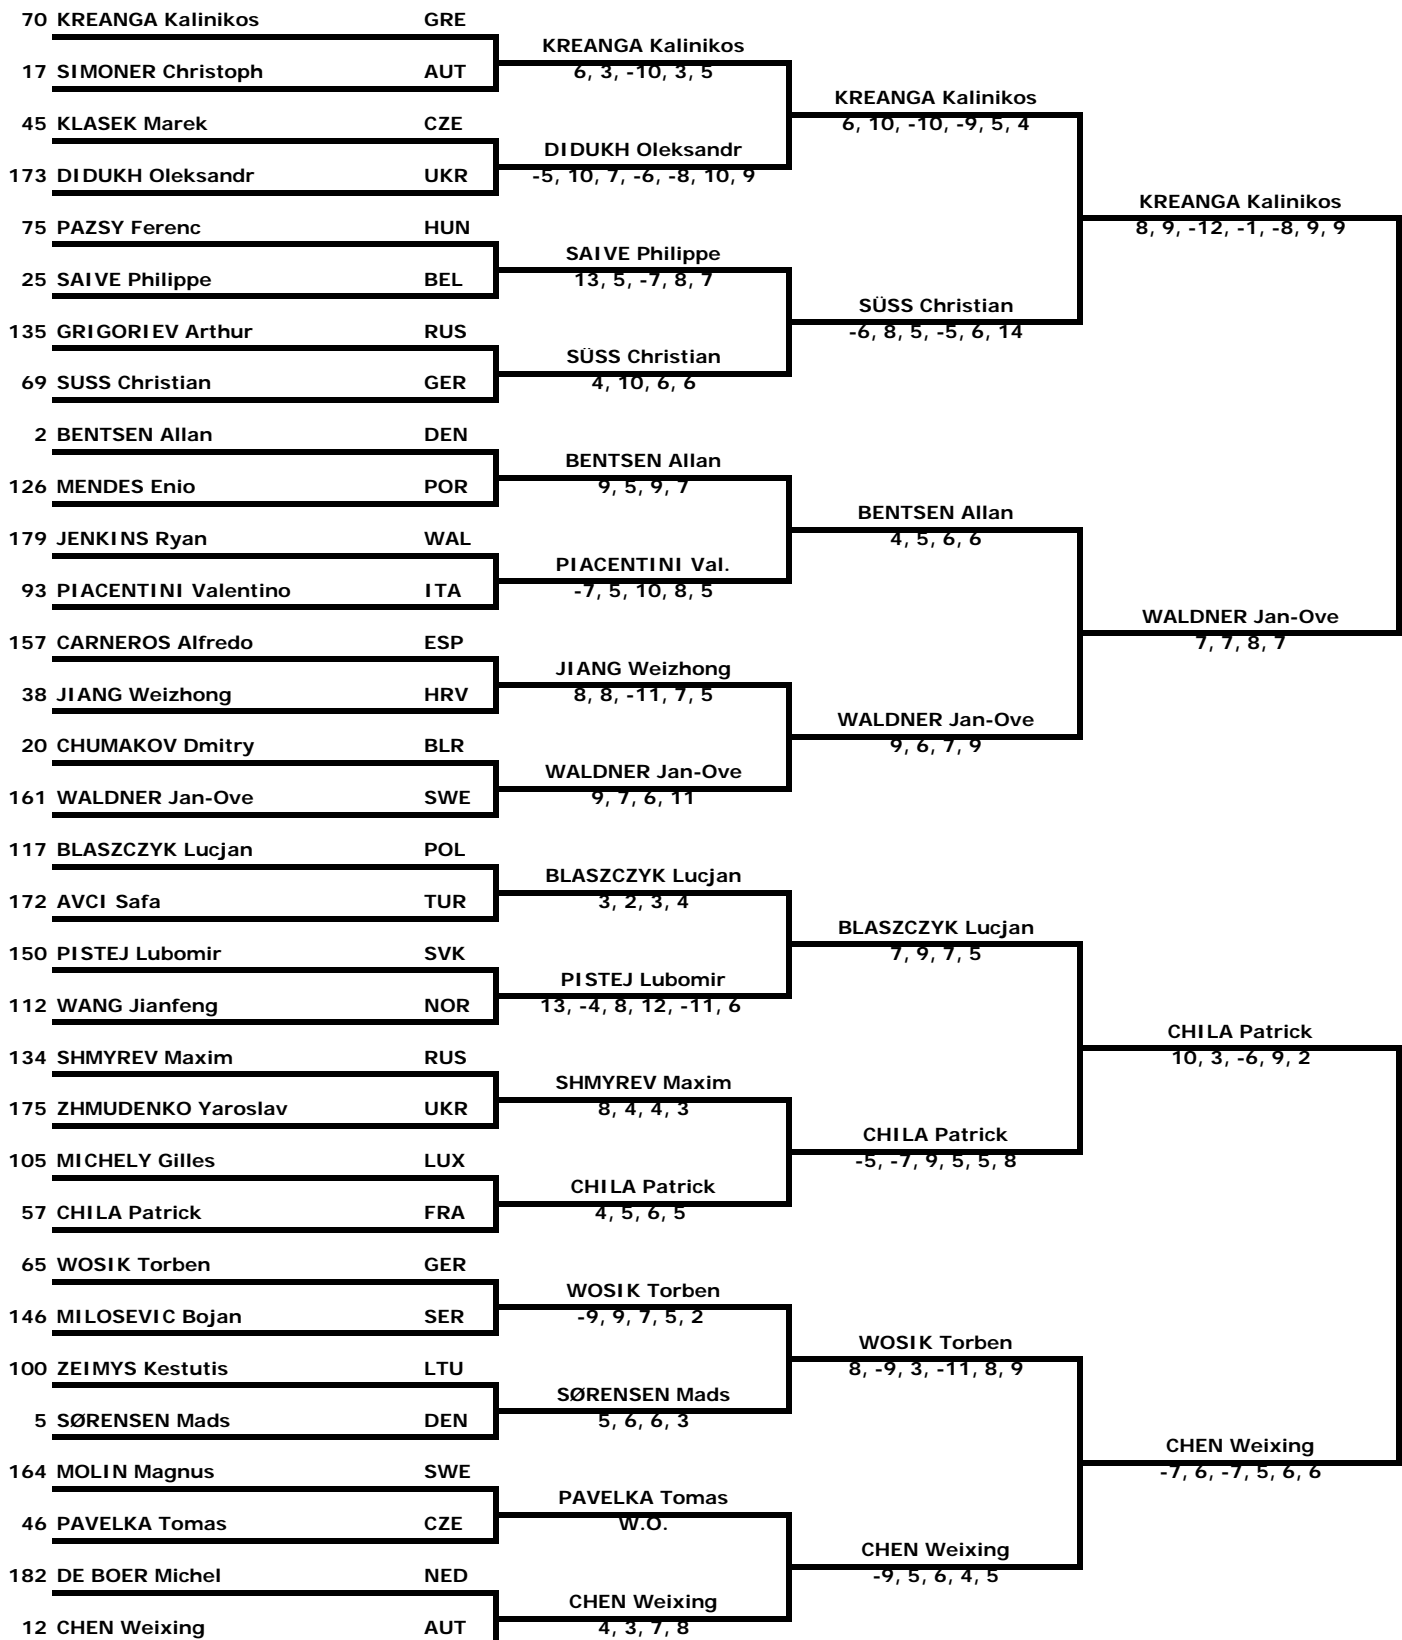 70 KREANGA Kalinikos GRE
KREANGA Kalinikos
17 SIMONER Christoph AUT
6, 3, -10, 3, 5
KREANGA Kalinikos
45 KLASEK Marek CZE
6, 10, -10, -9, 5, 4
DIDUKH Oleksandr
173 DIDUKH Oleksandr UKR
-5, 10, 7, -6, -8, 10, 9
KREANGA Kalinikos
75 PAZSY Ferenc HUN
8, 9, -12, -1, -8, 9, 9
SAIVE Philippe
25 SAIVE Philippe BEL
13, 5, -7, 8, 7
SÜSS Christian
135 GRIGORIEV Arthur RUS
-6, 8, 5, -5, 6, 14
SÜSS Christian
69 SUSS Christian GER
4, 10, 6, 6
2 BENTSEN Allan DEN
BENTSEN Allan
126 MENDES Enio POR
9, 5, 9, 7
BENTSEN Allan
179 JENKINS Ryan WAL
4, 5, 6, 6
PIACENTINI Val.
93 PIACENTINI Valentino ITA
-7, 5, 10, 8, 5
WALDNER Jan-Ove
157 CARNEROS Alfredo ESP
7, 7, 8, 7
JIANG Weizhong
38 JIANG Weizhong HRV
8, 8, -11, 7, 5
WALDNER Jan-Ove
20 CHUMAKOV Dmitry BLR
9, 6, 7, 9
WALDNER Jan-Ove
161 WALDNER Jan-Ove SWE
9, 7, 6, 11
117 BLASZCZYK Lucjan POL
BLASZCZYK Lucjan
172 AVCI Safa TUR
3, 2, 3, 4
BLASZCZYK Lucjan
150 PISTEJ Lubomir SVK
7, 9, 7, 5
PISTEJ Lubomir
112 WANG Jianfeng NOR
13, -4, 8, 12, -11, 6
CHILA Patrick
134 SHMYREV Maxim RUS
10, 3, -6, 9, 2
SHMYREV Maxim
175 ZHMUDENKO Yaroslav UKR
8, 4, 4, 3
CHILA Patrick
105 MICHELY Gilles LUX
-5, -7, 9, 5, 5, 8
CHILA Patrick
57 CHILA Patrick FRA
4, 5, 6, 5
65 WOSIK Torben GER
WOSIK Torben
146 MILOSEVIC Bojan SER
-9, 9, 7, 5, 2
WOSIK Torben
100 ZEIMYS Kestutis LTU
8, -9, 3, -11, 8, 9
SØRENSEN Mads
5 SØRENSEN Mads DEN
5, 6, 6, 3
CHEN Weixing
164 MOLIN Magnus SWE
-7, 6, -7, 5, 6, 6
PAVELKA Tomas
46 PAVELKA Tomas CZE
W.O.
CHEN Weixing
182 DE BOER Michel NED
-9, 5, 6, 4, 5
CHEN Weixing
12 CHEN Weixing AUT
4, 3, 7, 8